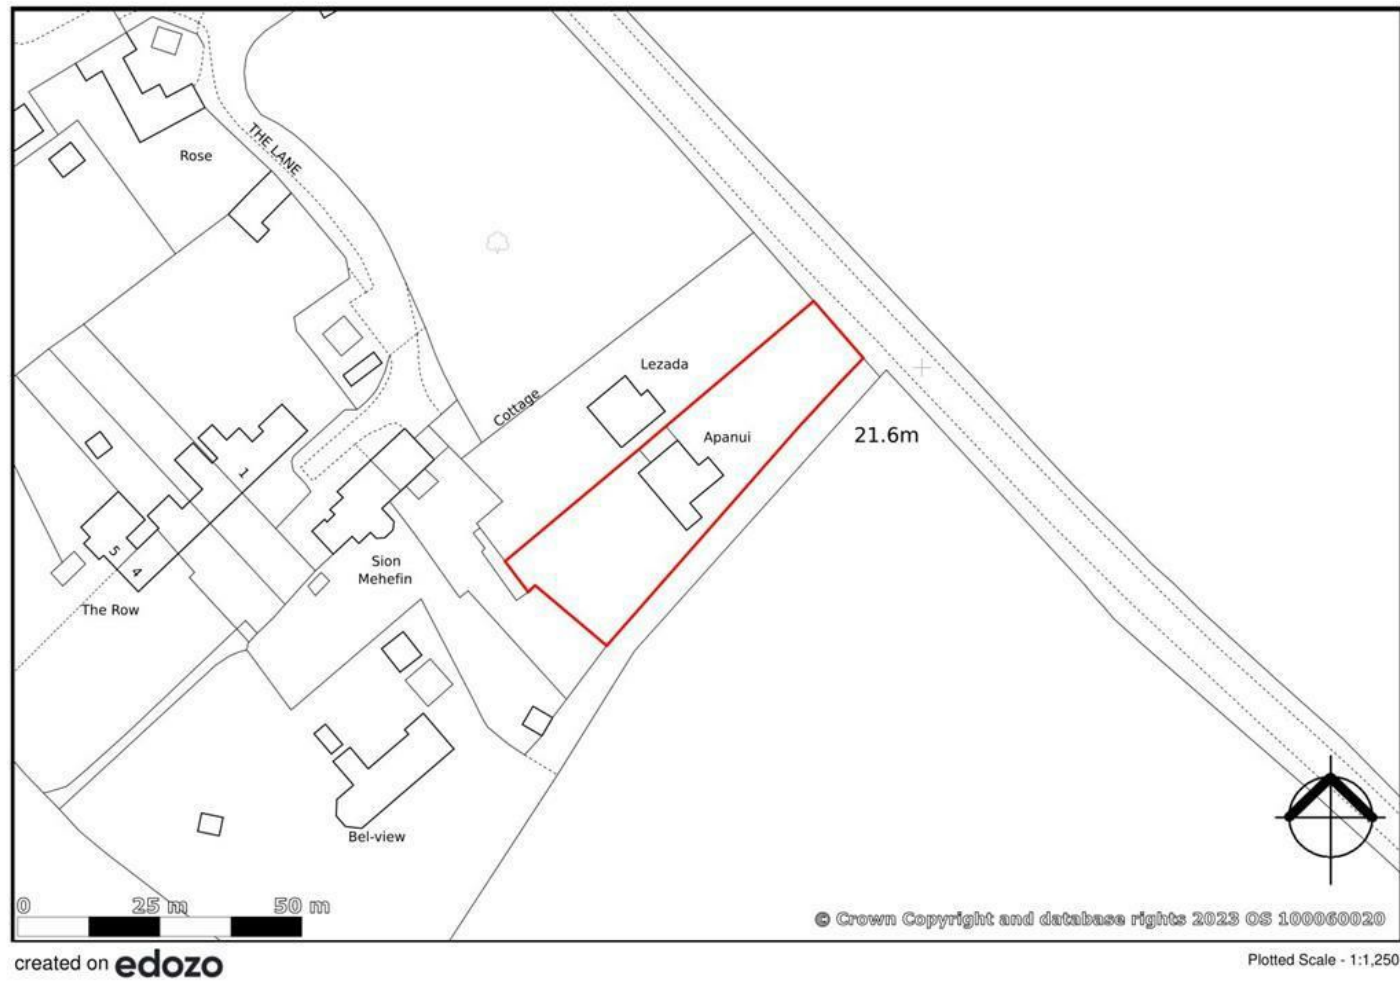 Rose
THE LANE
Lezada
Cottage
Apanui
21.6m
1
5
4
Sion
Mehefin
The Row
Bel-view
0 25 m 50 m
© Crown Copyright and database rights 2023 OS 100060020
created on edozo
Plotted Scale - 1:1,250